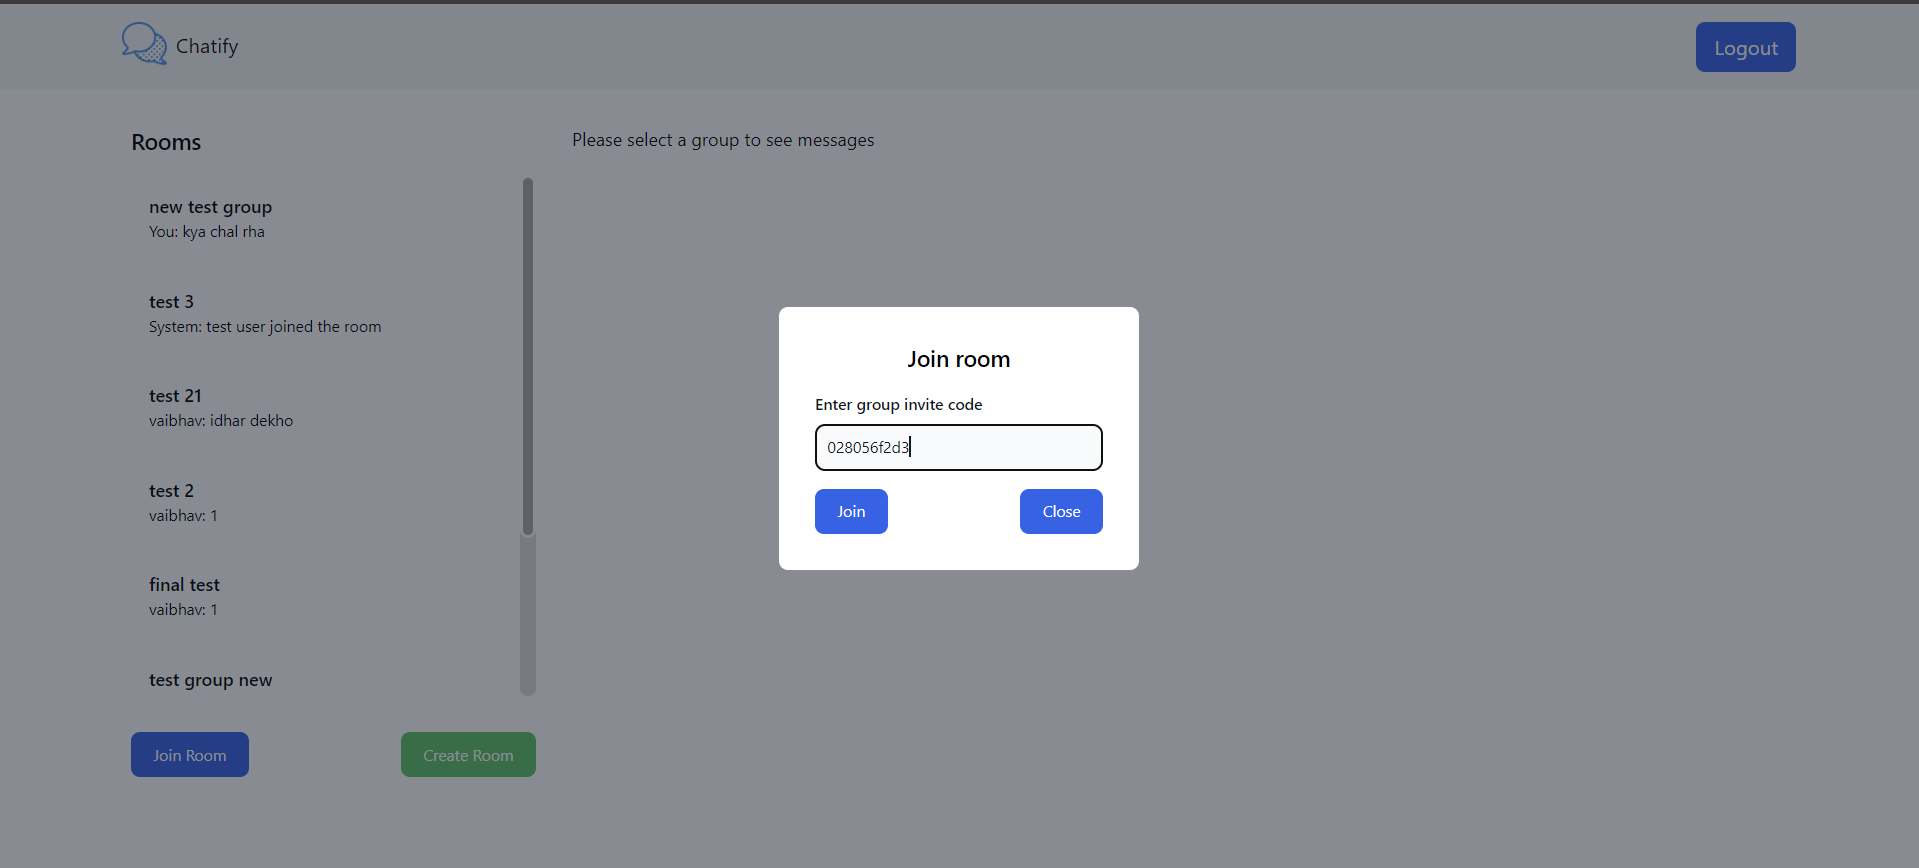 Chatify
Logout
Rooms
Please select a group to see messages
new test group
You: kya chal rha
test 3
System: test user joined the room
test 21
vaibhav: idhar dekho
test 2
vaibhav: 1
final test
vaibhav: 1
test group new
Join Room
Create Room
Join room
Enter group invite code
028056f2d3
Join
Close